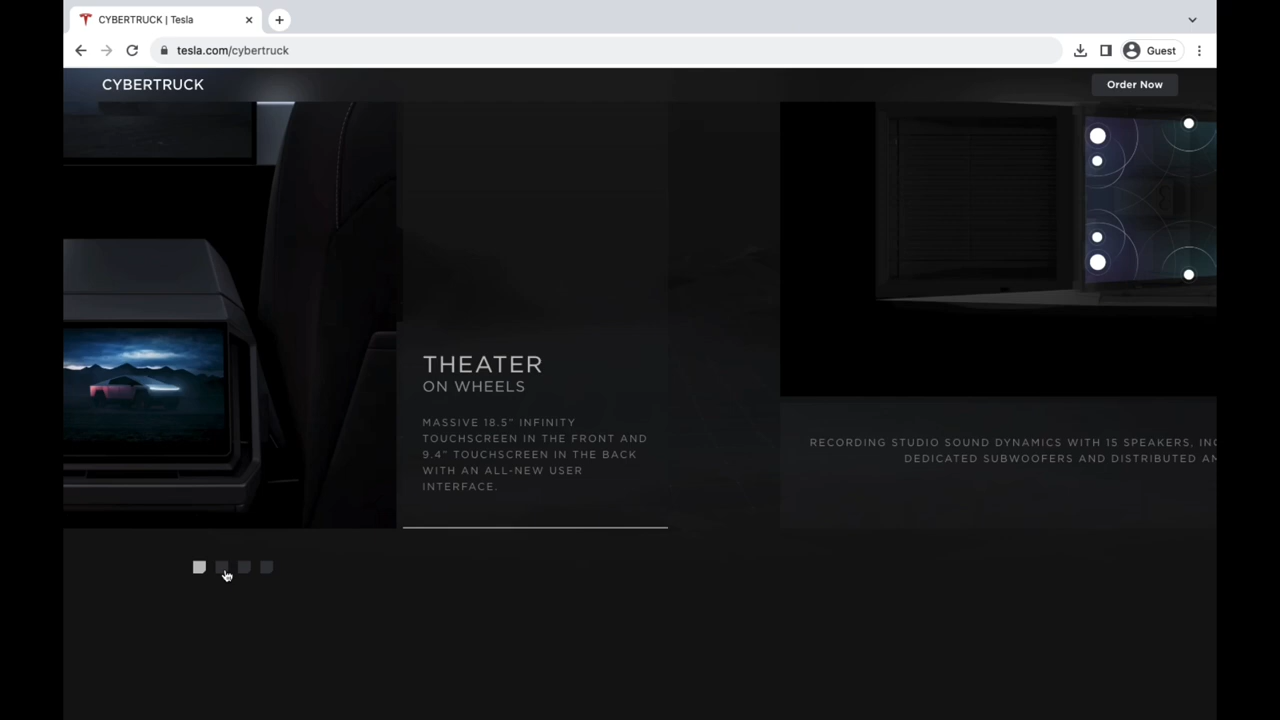 CYBERTRUCK | Tesla
tesla.com/cybertruck
Guest
CYBERTRUCK
Order Now
THEATER
ON WHEELS
MASSIVE 18.5" INFINITY
TOUCHSCREEN IN THE FRONT AND
9.4" TOUCHSCREEN IN THE BACK
WITH AN ALL-NEW USER
INTERFACE.
RECORDING STUDIO SOUND DYNAMICS WITH 15 SPEAKERS,
DEDICATED SUBWOOFERS AND DISTRIBUTED